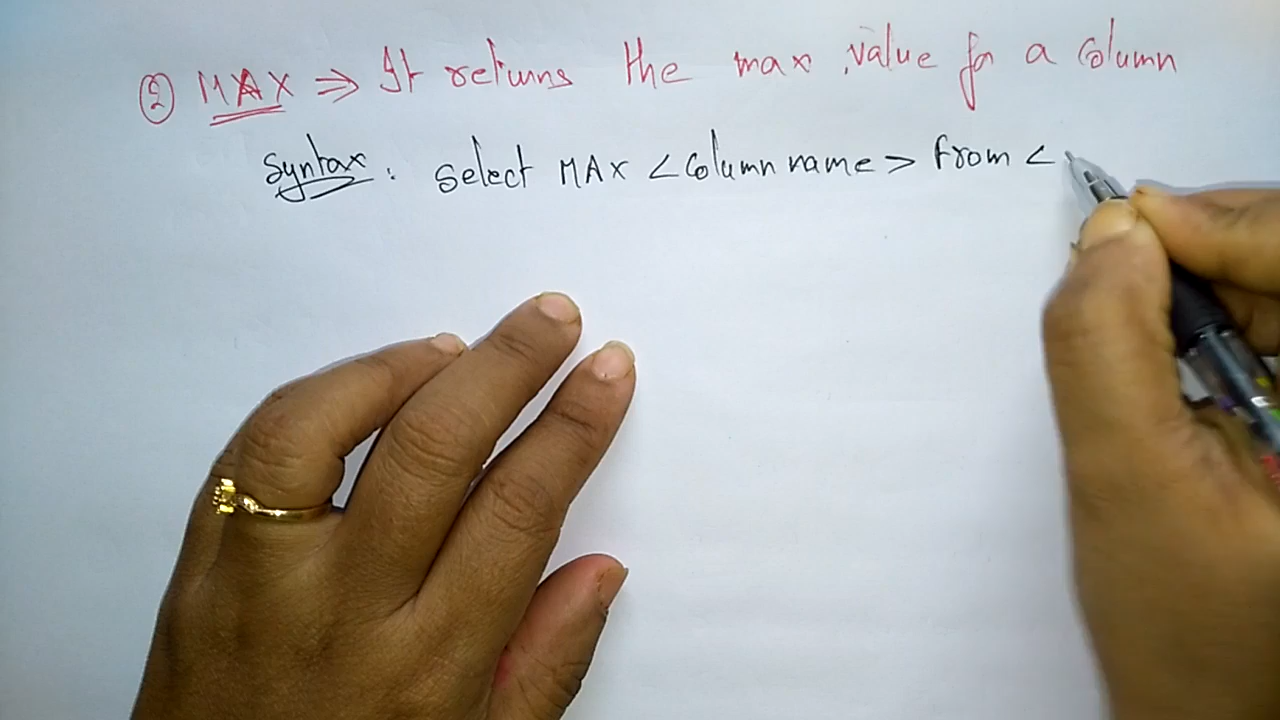 ② MAX ⇒ It returns the max value for a column
Syntax : Select MAX <Column name> from <